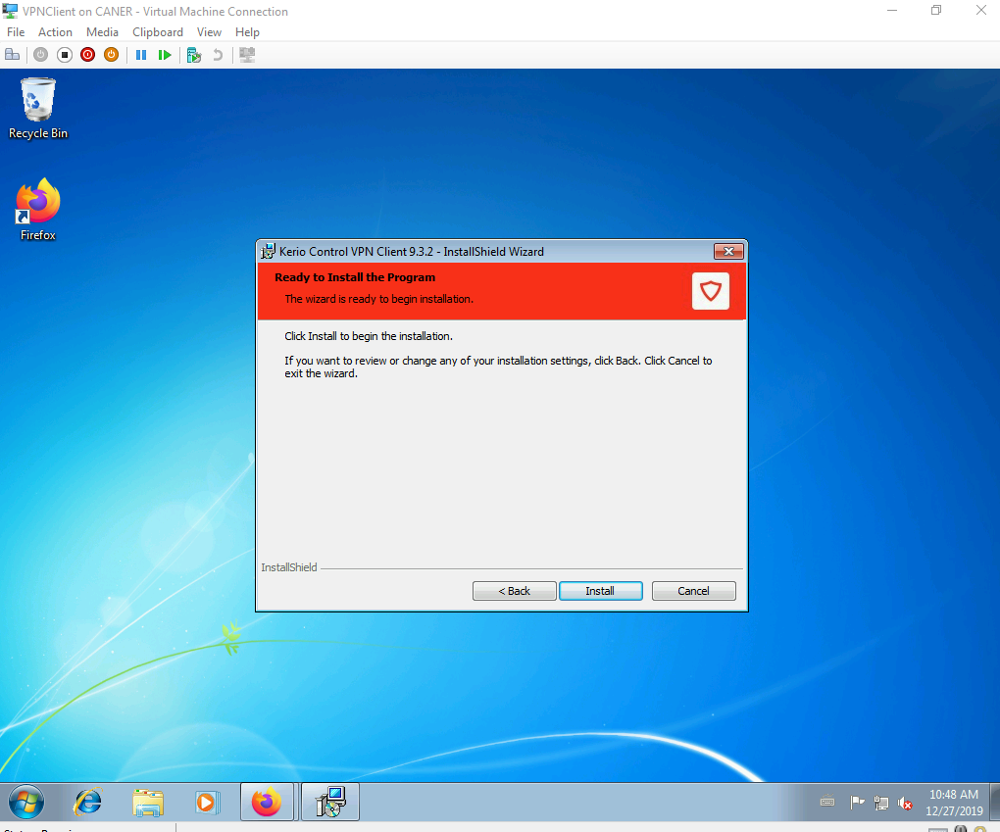 VPNClient on CANER - Virtual Machine Connection
File Action Media Clipboard View Help
Recycle Bin
Firefox
Kerio Control VPN Client 9.3.2 - InstallShield Wizard
Ready to Install the Program
The wizard is ready to begin installation.
Click Install to begin the installation.
If you want to review or change any of your installation settings, click Back. Click Cancel to
exit the wizard.
InstallShield
< Back Install Cancel
10:48 AM
12/27/2019